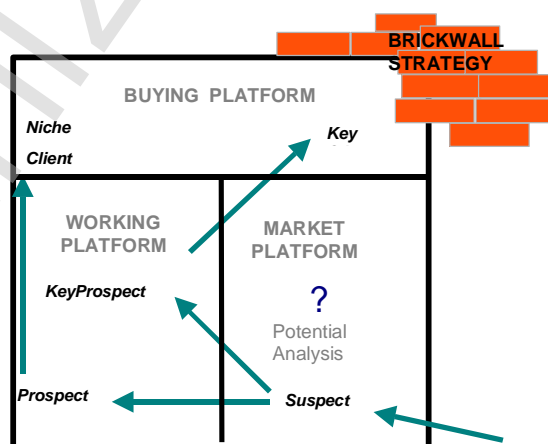 BRICKWALL
STRATEGY
BUYING PLATFORM
Niche
Client
Key
WORKING
PLATFORM
KeyProspect
MARKET
PLATFORM
?
Potential
Analysis
Prospect
Suspect